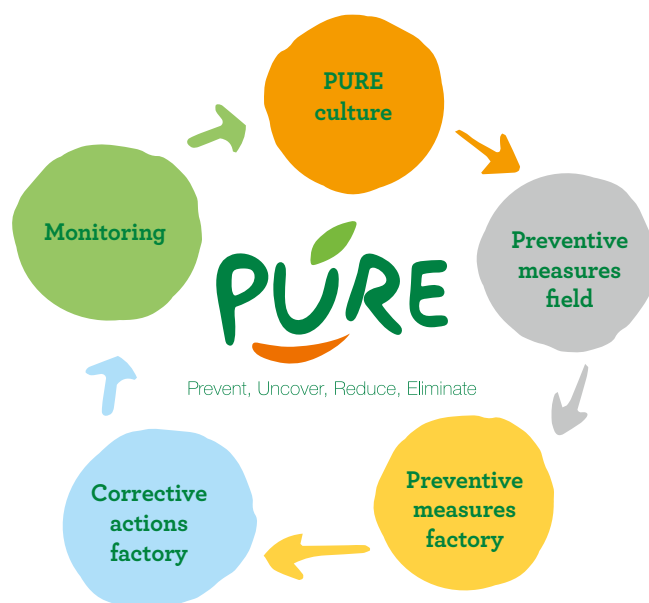 PURE
culture
Monitoring
Preventive
measures
field
PURE
Prevent, Uncover, Reduce, Eliminate
Corrective
actions
factory
Preventive
measures
factory